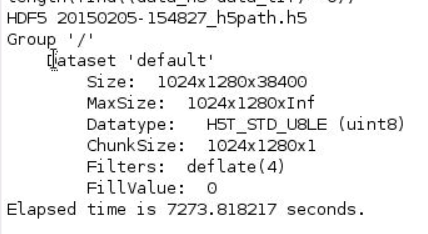 HDF5 20150205-154827_h5path.h5
Group '/'
Dataset 'default'
Size: 1024x1280x38400
MaxSize: 1024x1280xInf
Datatype: H5T_STD_U8LE (uint8)
ChunkSize: 1024x1280x1
Filters: deflate(4)
FillValue: 0
Elapsed time is 7273.818217 seconds.